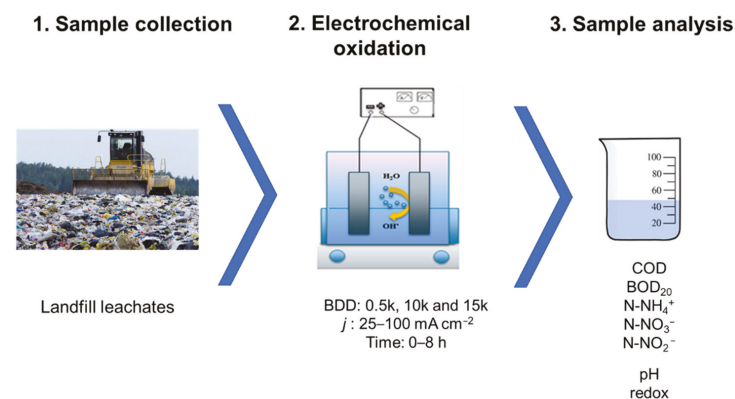 1. Sample collection
2. Electrochemical
oxidation
3. Sample analysis
H₂O
OH•
100
80
60
40
20
Landfill leachates
BDD: 0.5k, 10k and 15k
j : 25–100 mA cm⁻²
Time: 0–8 h
COD
BOD₂₀
N-NH₄⁺
N-NO₃⁻
N-NO₂⁻
pH
redox